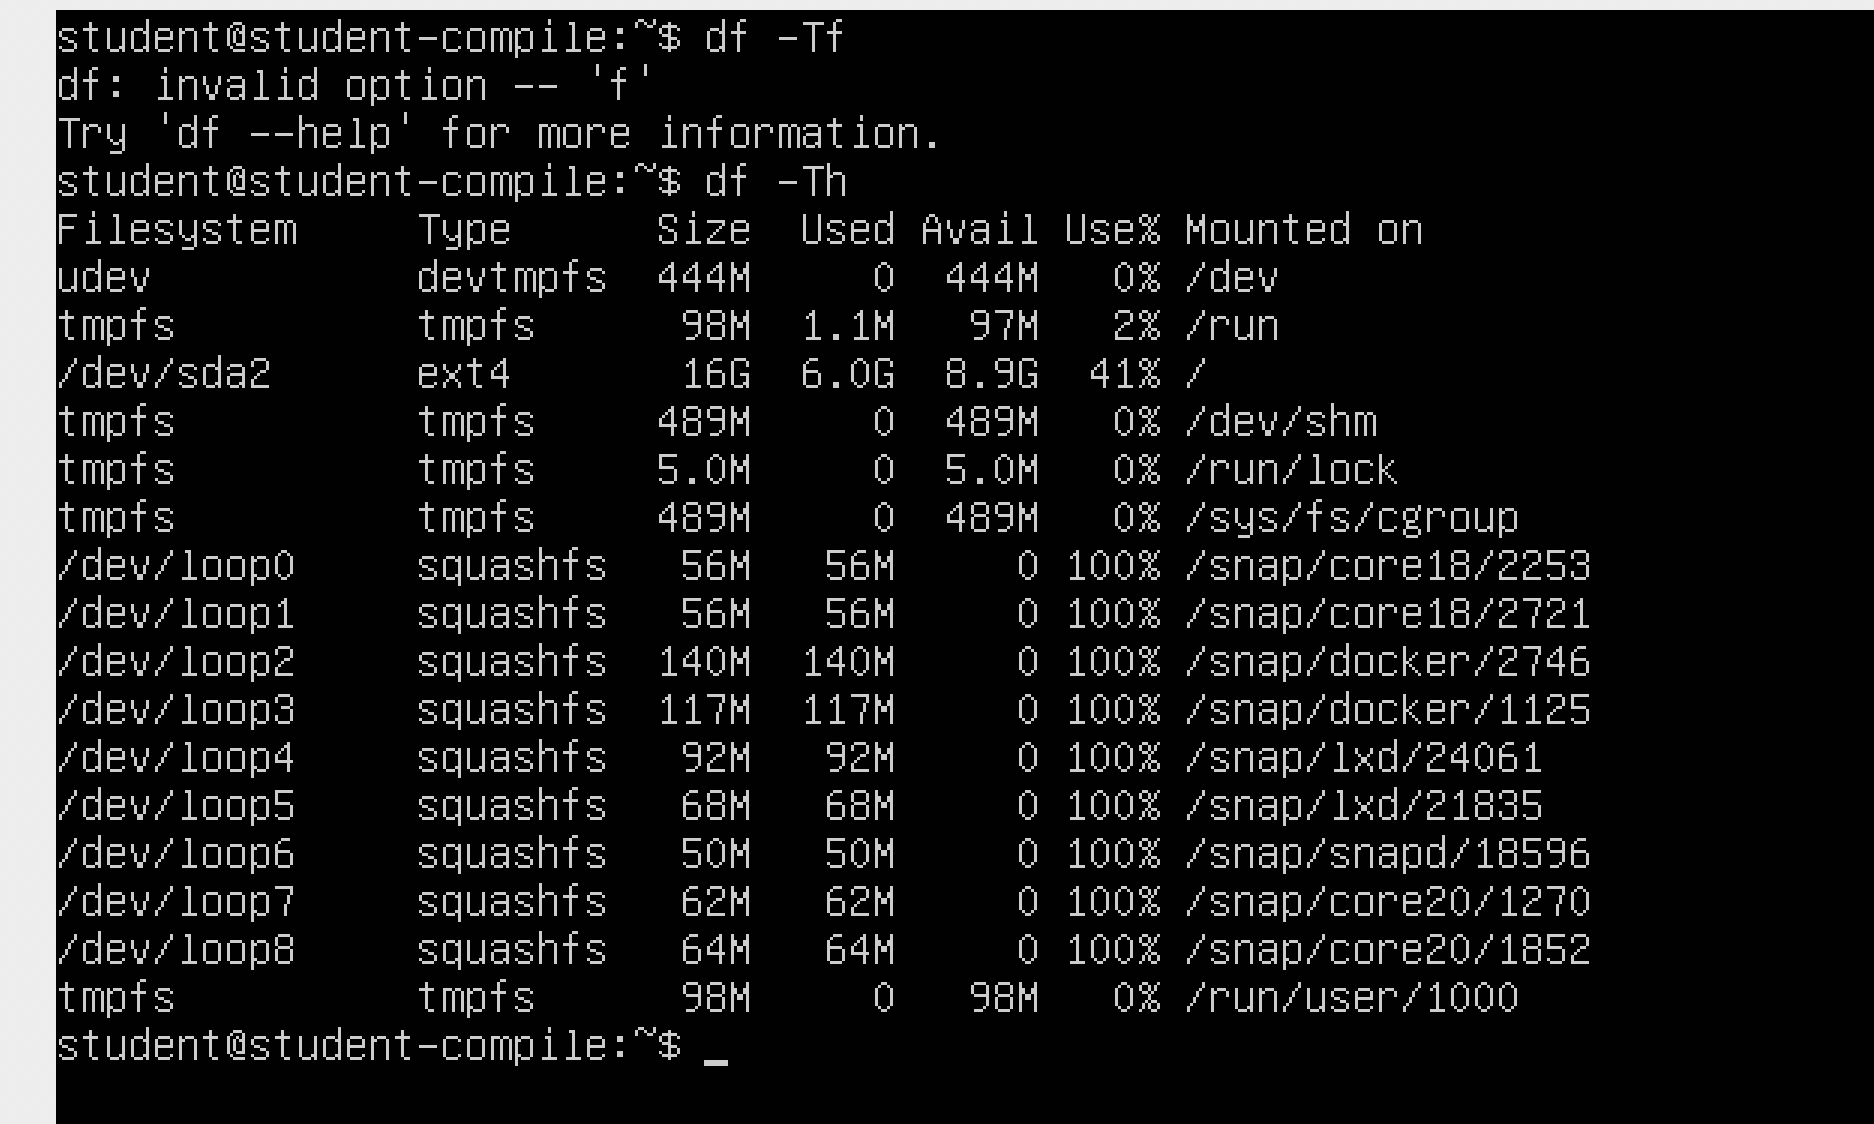 student@student-compile:~$ df -Tf
df: invalid option -- 'f'
Try 'df --help' for more information.
student@student-compile:~$ df -Th
Filesystem     Type      Size  Used Avail Use% Mounted on
udev           devtmpfs  444M     0  444M   0% /dev
tmpfs          tmpfs      98M  1.1M   97M   2% /run
/dev/sda2      ext4       16G  6.0G  8.9G  41% /
tmpfs          tmpfs     489M     0  489M   0% /dev/shm
tmpfs          tmpfs     5.0M     0  5.0M   0% /run/lock
tmpfs          tmpfs     489M     0  489M   0% /sys/fs/cgroup
/dev/loop0     squashfs   56M   56M     0 100% /snap/core18/2253
/dev/loop1     squashfs   56M   56M     0 100% /snap/core18/2721
/dev/loop2     squashfs  140M  140M     0 100% /snap/docker/2746
/dev/loop3     squashfs  117M  117M     0 100% /snap/docker/1125
/dev/loop4     squashfs   92M   92M     0 100% /snap/lxd/24061
/dev/loop5     squashfs   68M   68M     0 100% /snap/lxd/21835
/dev/loop6     squashfs   50M   50M     0 100% /snap/snapd/18596
/dev/loop7     squashfs   62M   62M     0 100% /snap/core20/1270
/dev/loop8     squashfs   64M   64M     0 100% /snap/core20/1852
tmpfs          tmpfs      98M     0   98M   0% /run/user/1000
student@student-compile:~$ _